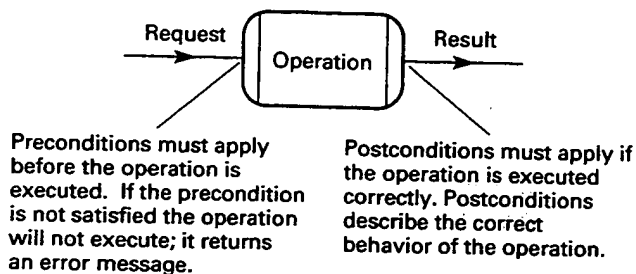 Request
Operation
Result
Preconditions must apply
before the operation is
executed. If the precondition
is not satisfied the operation
will not execute; it returns
an error message.
Postconditions must apply if
the operation is executed
correctly. Postconditions
describe the correct
behavior of the operation.